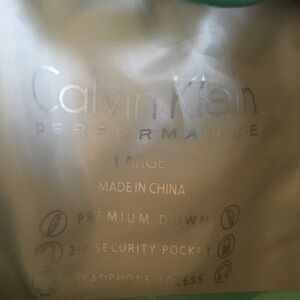 Calvin Klein
PERFORMANCE
LARGE
MADE IN CHINA
PREMIUM DOWN
ZIP SECURITY POCKET
HEADPHONE ACCESS